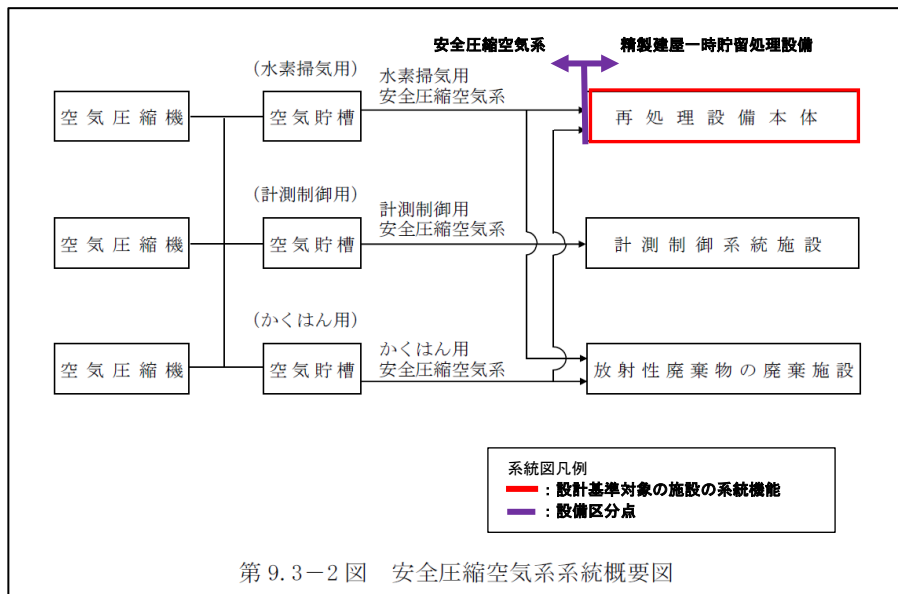 安全圧縮空気系
精製建屋一時貯留処理設備
(水素掃気用)
水素掃気用
安全圧縮空気系
空気圧縮機
空気貯槽
再処理設備本体
(計測制御用)
計測制御用
安全圧縮空気系
空気圧縮機
空気貯槽
計測制御系統施設
(かくはん用)
かくはん用
安全圧縮空気系
空気圧縮機
空気貯槽
放射性廃棄物の廃棄施設
系統図凡例
：設計基準対象の施設の系統機能
：設備区分点
第 9.3－2 図　安全圧縮空気系系統概要図